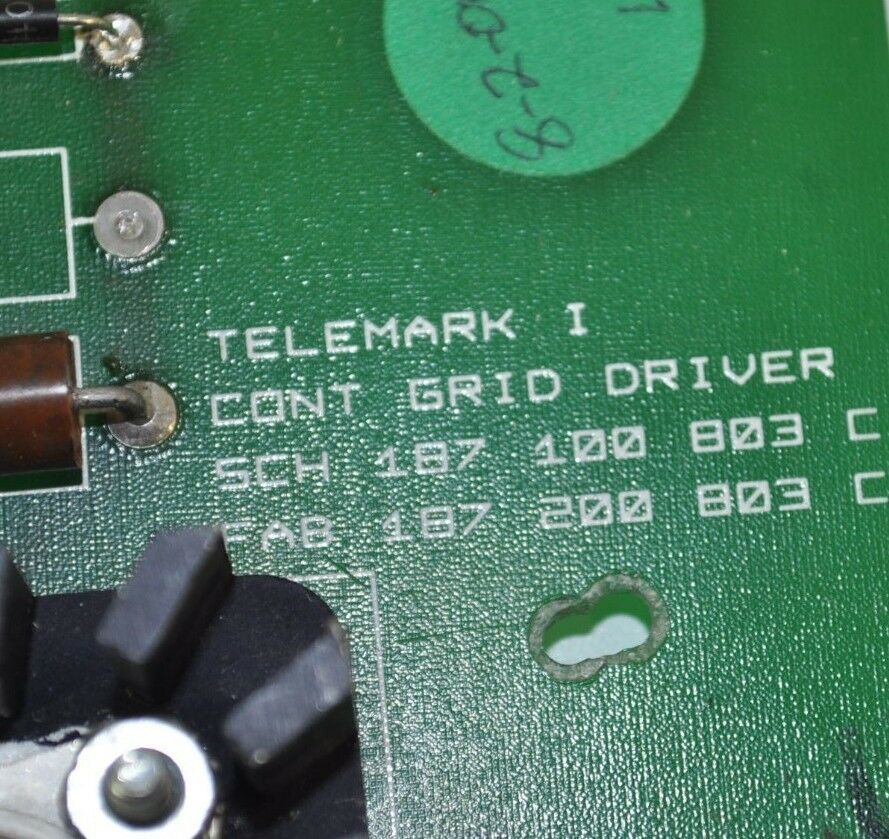 TELEMARK I
CONT GRID DRIVER
SCH 187 100 803 C
FAB 187 200 803 C